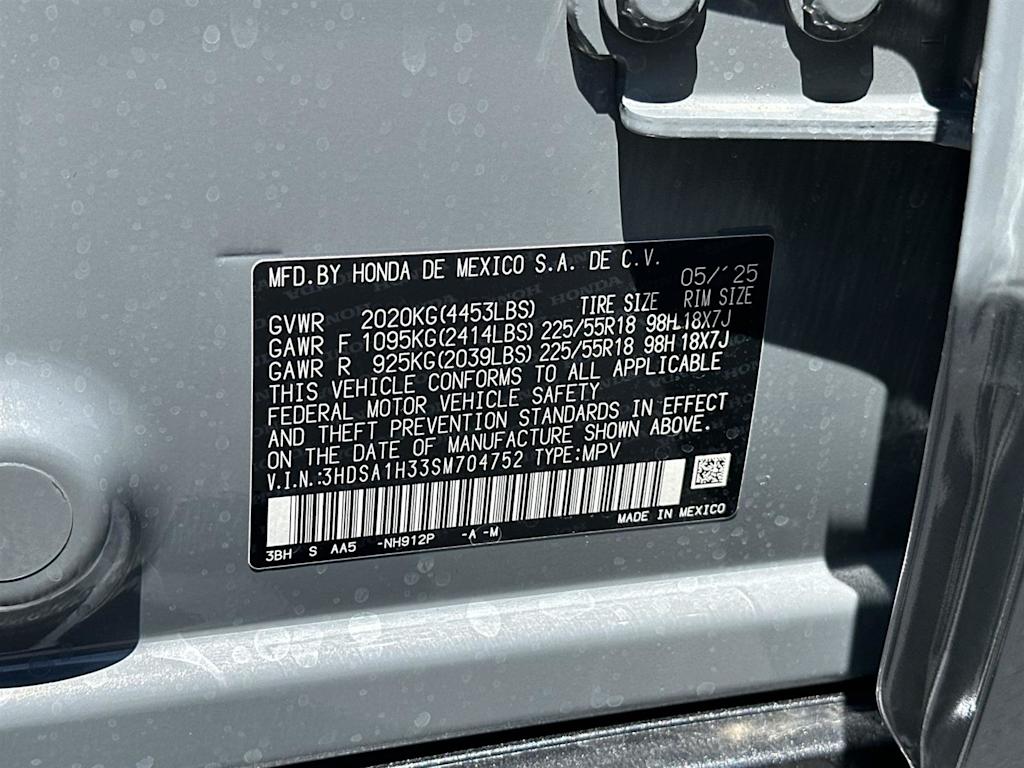 MFD.BY HONDA DE MEXICO S.A. DE C.V. 05/´25
TIRE SIZE RIM SIZE
GVWR 2020KG(4453LBS)
GAWR F 1095KG(2414LBS) 225/55R18 98H 18X7J
GAWR R 925KG(2039LBS) 225/55R18 98H 18X7J
THIS VEHICLE CONFORMS TO ALL APPLICABLE
FEDERAL MOTOR VEHICLE SAFETY
AND THEFT PREVENTION STANDARDS IN EFFECT
ON THE DATE OF MANUFACTURE SHOWN ABOVE.
V.I.N.:3HDSA1H33SM704752 TYPE:MPV
MADE IN MEXICO
3BH S AA5 -NH912P -A -M